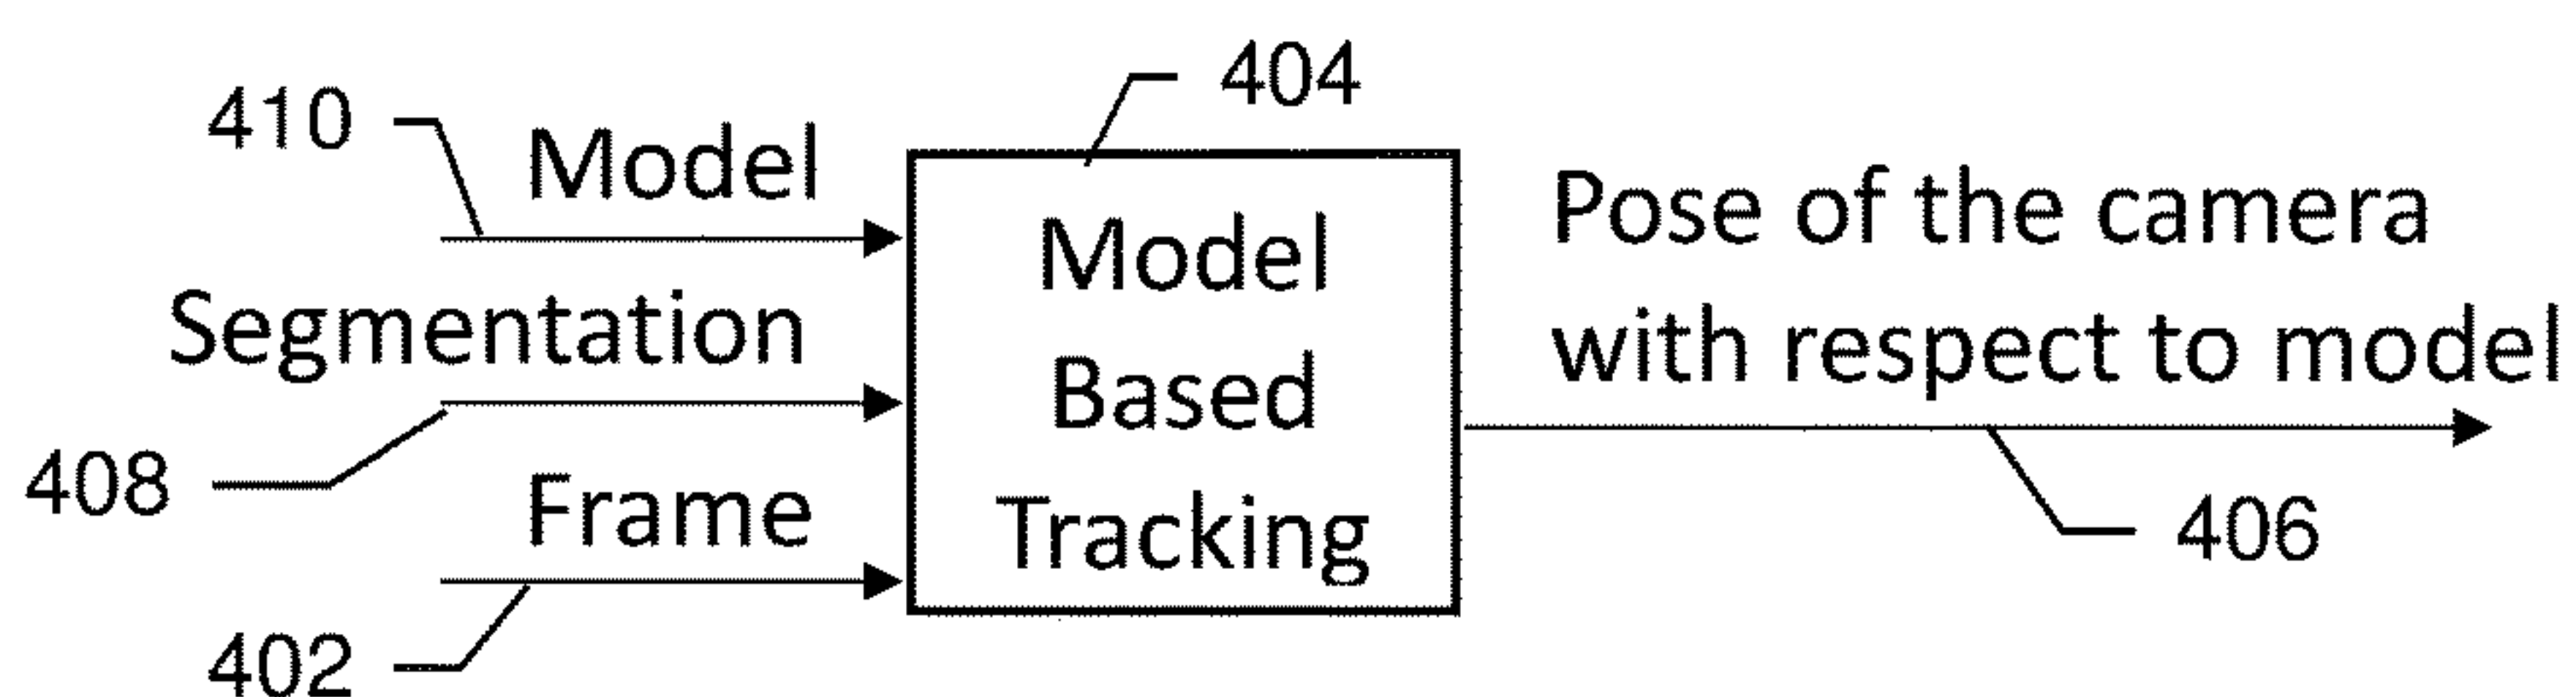 404
410
Model
Segmentation
408
Frame
402
Model
Based
Tracking
Pose of the camera
with respect to model
406